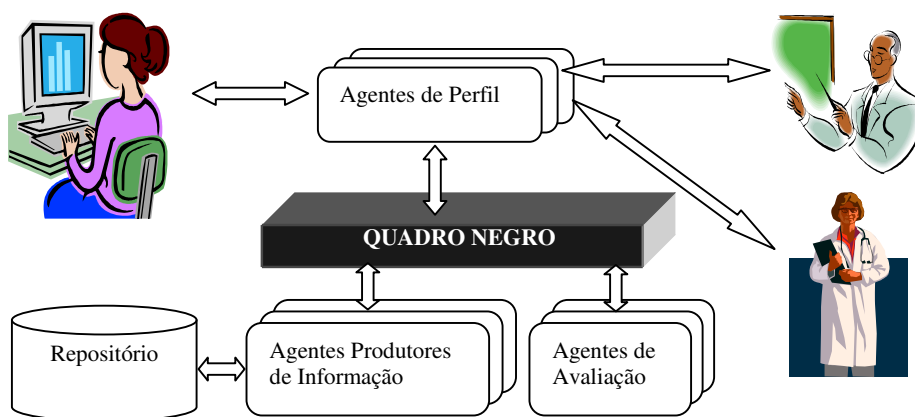 Agentes de Perfil
QUADRO NEGRO
Repositório
Agentes Produtores
de Informação
Agentes de
Avaliação